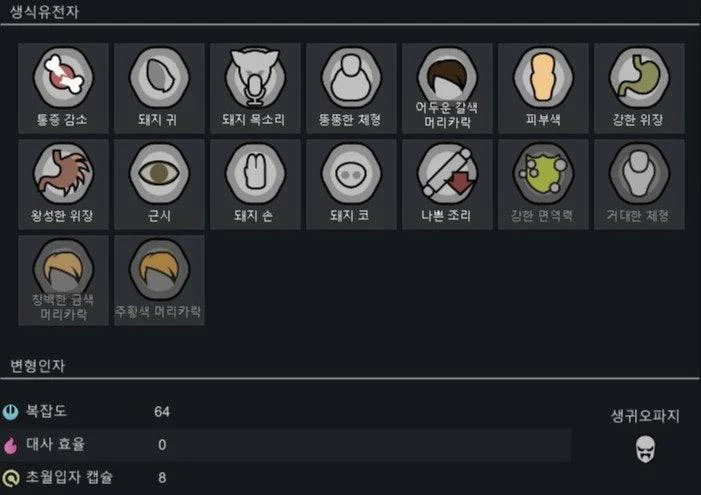 생식유전자
통증 감소
돼지 귀
돼지 목소리
뚱뚱한 체형
어두운 갈색
머리카락
피부색
강한 위장
왕성한 위장
근시
돼지 손
돼지 코
나쁜 조리
강한 면역력
거대한 체형
창백한 금색
머리카락
주황색 머리카락
변형인자
복잡도 64
생귀오파지
대사 효율 0
초월입자 캡슐 8